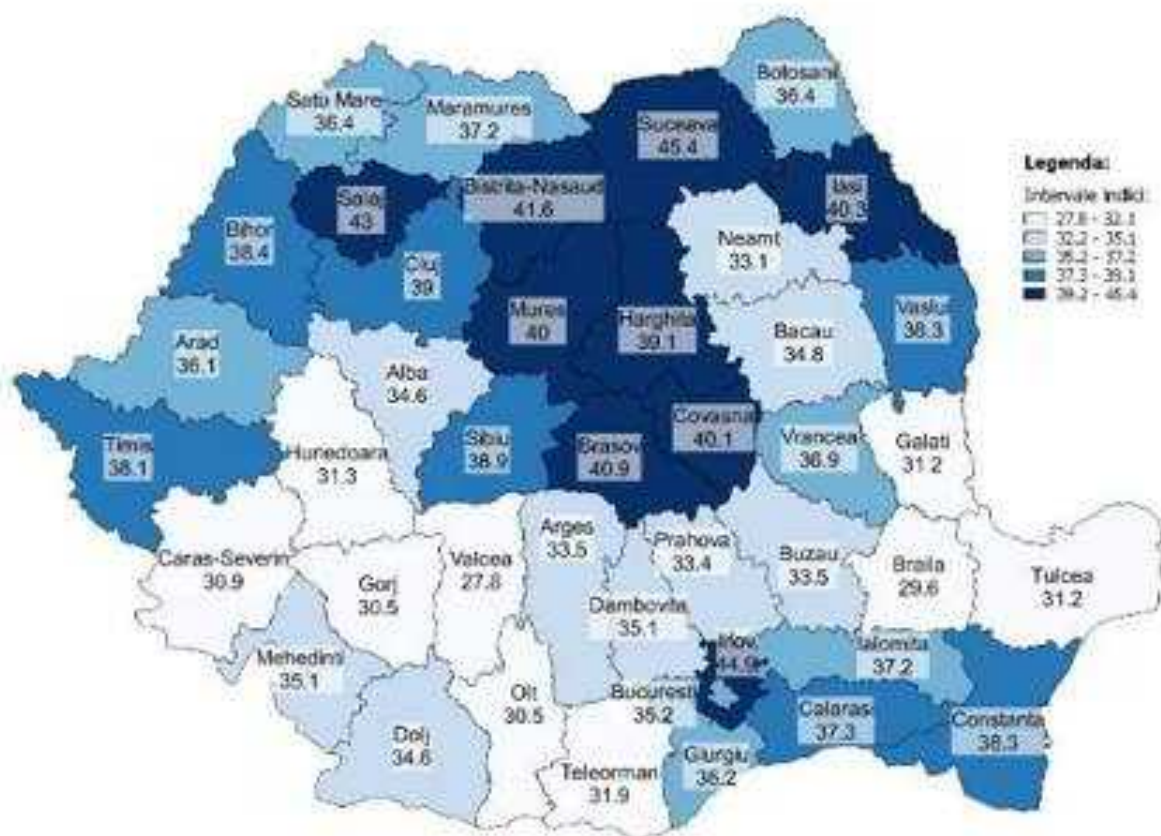 Botosani
36.4
Satu Mare
36.4
Maramures
37.2
Suceava
45.4
Legenda:
Intervale indici:
27.8 - 32.1
32.2 - 35.1
35.2 - 37.2
37.3 - 39.1
39.2 - 45.4
Salaj
43
Bistrita-Nasaud
41.6
Iasi
40.3
Bihor
38.4
Neamt
33.1
Cluj
39
Mures
40
Harghita
39.1
Vaslui
38.3
Arad
36.1
Bacau
34.8
Alba
34.6
Timis
38.1
Hunedoara
31.3
Sibiu
38.9
Brasov
40.9
Covasna
40.1
Vrancea
36.9
Galati
31.2
Caras-Severin
30.9
Gorj
30.5
Valcea
27.8
Arges
33.5
Prahova
33.4
Buzau
33.5
Braila
29.6
Tulcea
31.2
Dambovita
35.1
Mehedinti
35.1
Ilfov.
44.9
Ialomita
37.2
Olt
30.5
Bucuresti
35.2
Calarasi
37.3
Constanta
38.3
Dolj
34.6
Teleorman
31.9
Giurgiu